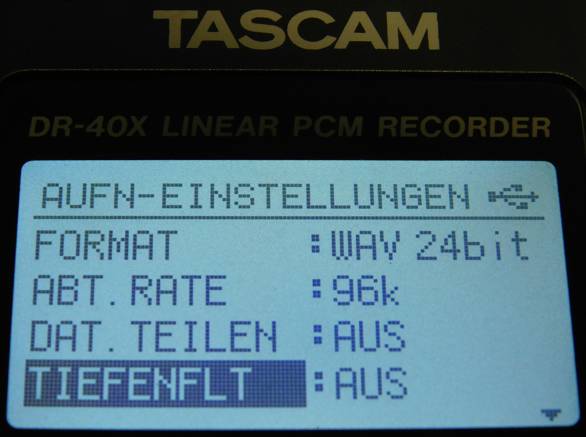 TASCAM
DR-40X LINEAR PCM RECORDER
AUFN-EINSTELLUNGEN
FORMAT :WAV 24bit
ABT.RATE :96k
DAT.TEILEN :AUS
TIEFENFLT :AUS